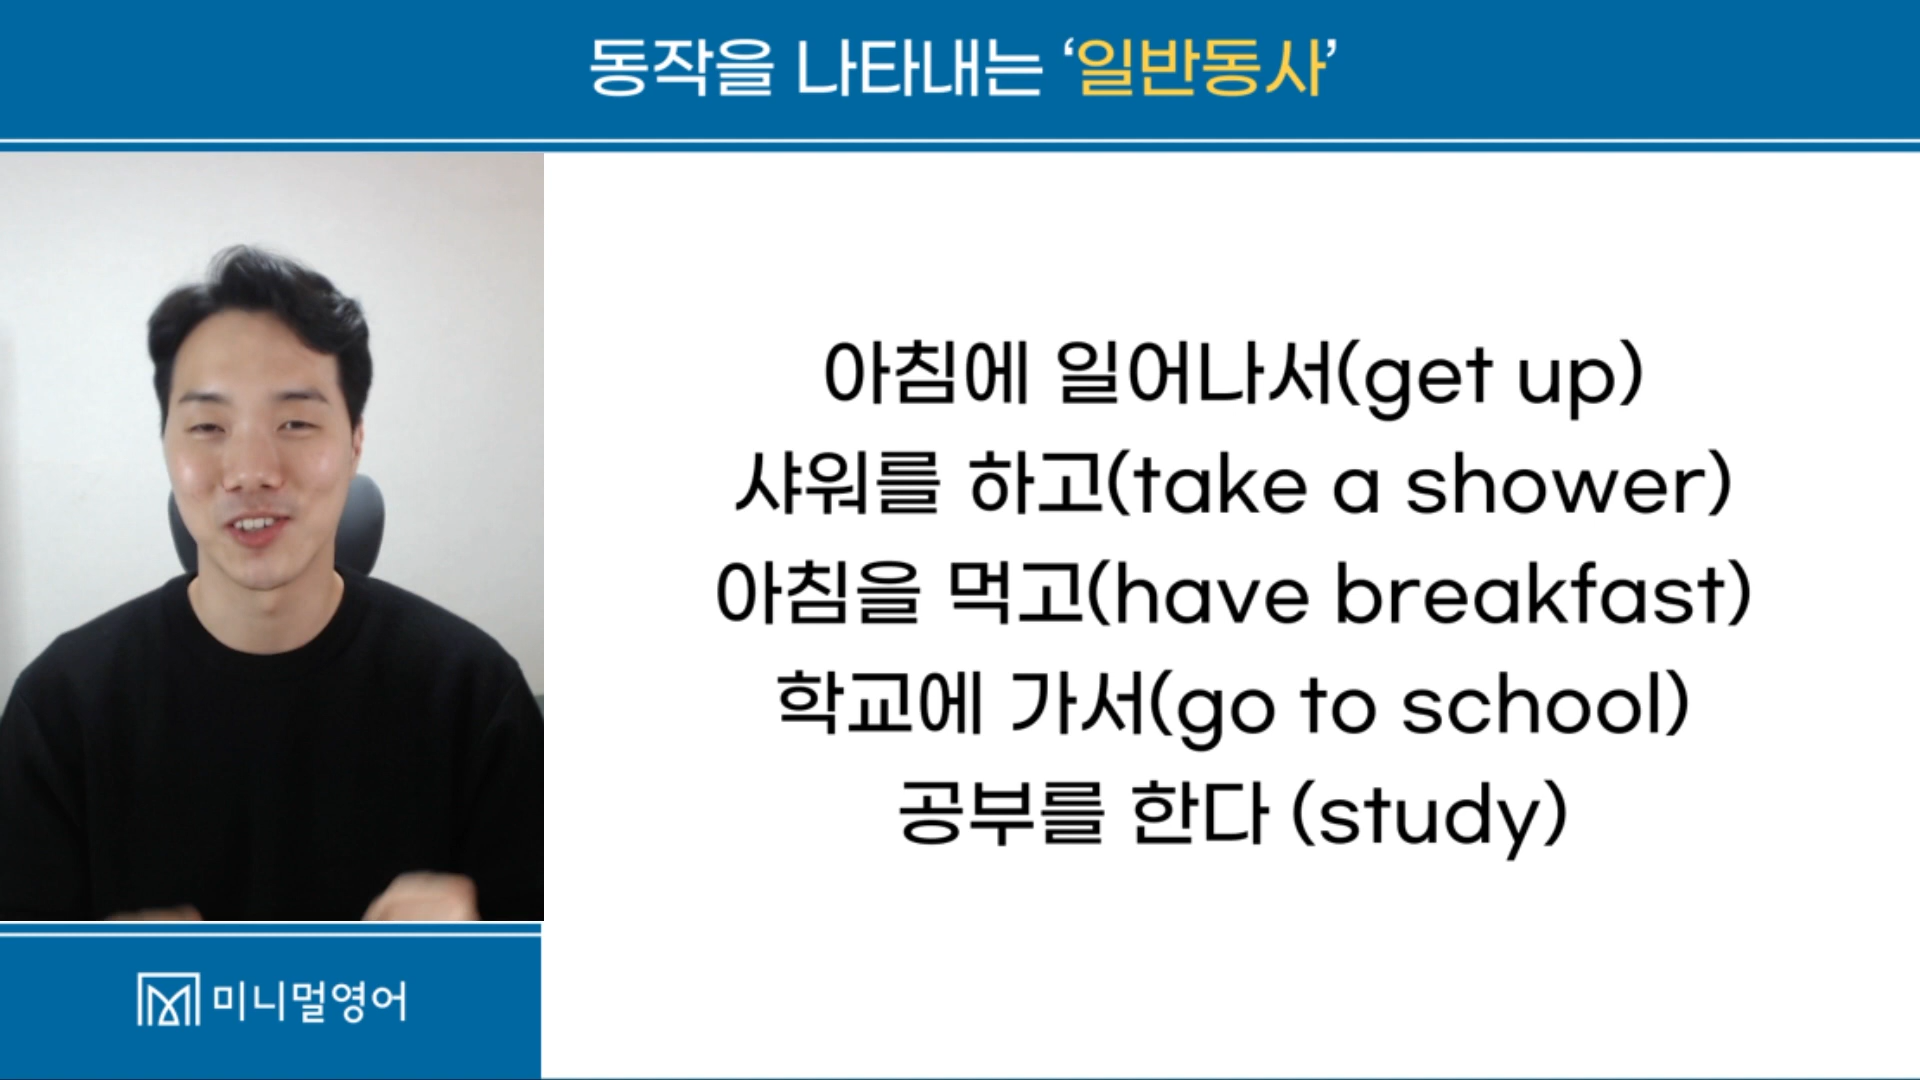 동작을 나타내는 ‘일반동사’
아침에 일어나서(get up)
샤워를 하고(take a shower)
아침을 먹고(have breakfast)
학교에 가서(go to school)
공부를 한다 (study)
미니멀영어